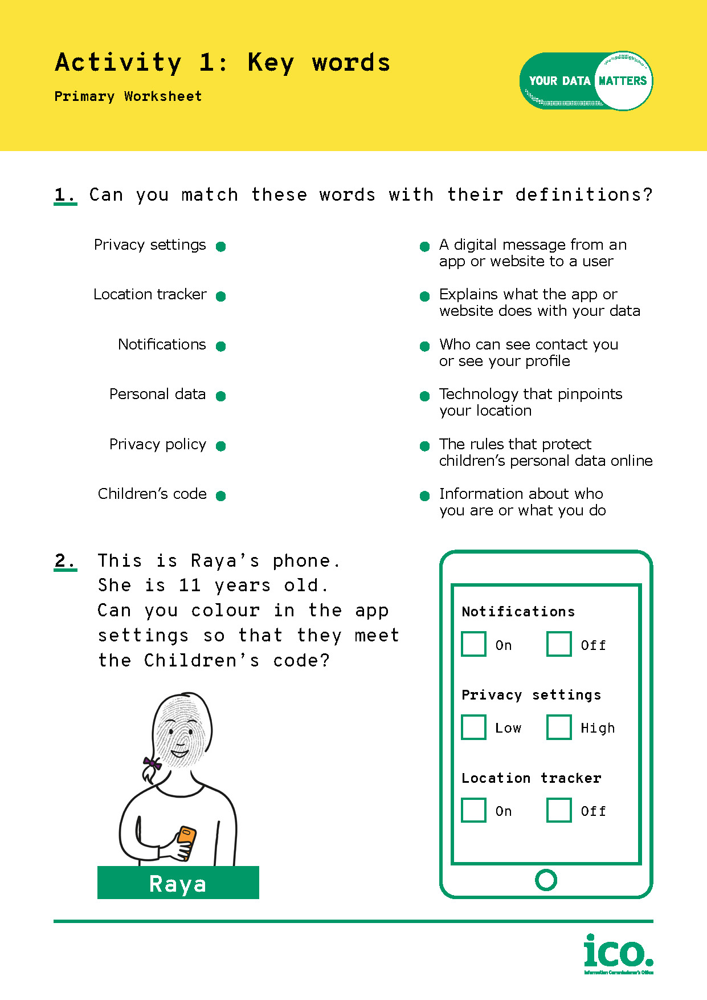 Activity 1: Key words
Primary Worksheet
YOUR DATA MATTERS
1. Can you match these words with their definitions?
Privacy settings
A digital message from an
app or website to a user
Location tracker
Explains what the app or
website does with your data
Notifications
Who can see contact you
or see your profile
Personal data
Technology that pinpoints
your location
Privacy policy
The rules that protect
children’s personal data online
Children’s code
Information about who
you are or what you do
2. This is Raya’s phone.
She is 11 years old.
Can you colour in the app
settings so that they meet
the Children’s code?
Raya
Notifications
On Off
Privacy settings
Low High
Location tracker
On Off
ico.
Information Commissioner's Office